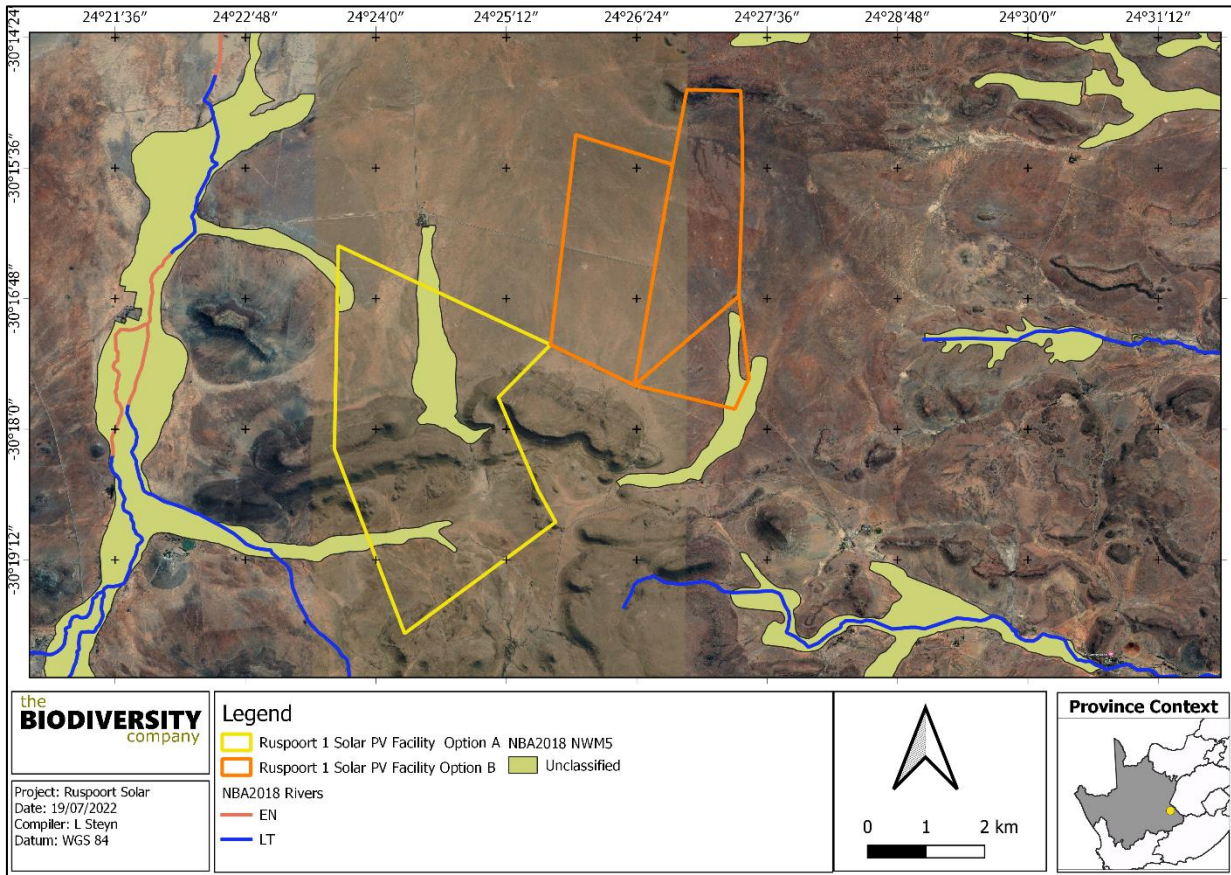 24°21′36″ 24°22′48″ 24°24′0″ 24°25′12″ 24°26′24″ 24°27′36″ 24°28′48″ 24°30′0″ 24°31′12″
-30°14′24″
-30°15′36″
-30°16′48″
-30°18′0″
-30°19′12″
the
BIODIVERSITY
company
Project: Ruspoort Solar
Date: 19/07/2022
Compiler: L Steyn
Datum: WGS 84
Legend
Ruspoort 1 Solar PV Facility Option A
Ruspoort 1 Solar PV Facility Option B
NBA2018 Rivers
EN
LT
NBA2018 NWM5
Unclassified
0 1 2 km
Province Context